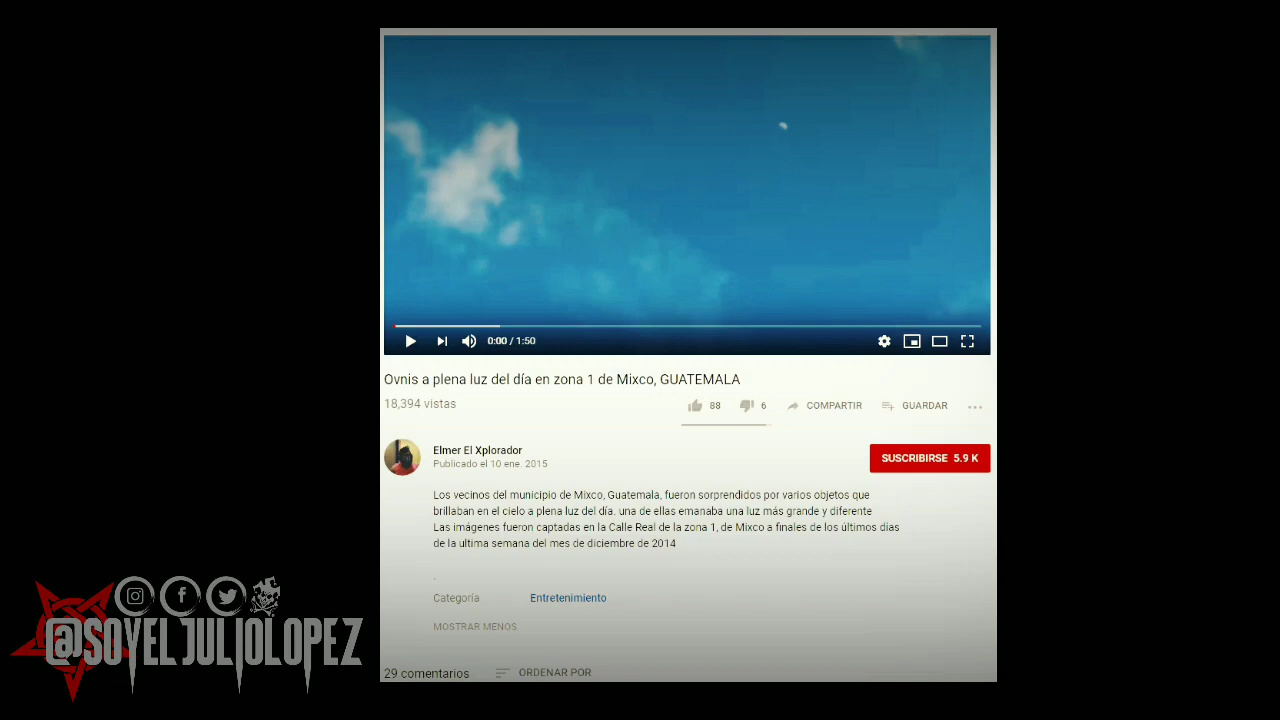 0:00 / 1:50
Ovnis a plena luz del día en zona 1 de Mixco, GUATEMALA
18,394 vistas
88
6
COMPARTIR
GUARDAR
Elmer El Xplorador
Publicado el 10 ene. 2015
SUSCRIBIRSE 5.9 K
Los vecinos del municipio de Mixco, Guatemala, fueron sorprendidos por varios objetos que
brillaban en el cielo a plena luz del día. una de ellas emanaba una luz más grande y diferente
Las imágenes fueron captadas en la Calle Real de la zona 1, de Mixco a finales de los últimos dias
de la ultima semana del mes de diciembre de 2014
.
Categoría Entretenimiento
MOSTRAR MENOS
29 comentarios ORDENAR POR
@SOYELJULIOLOPEZ